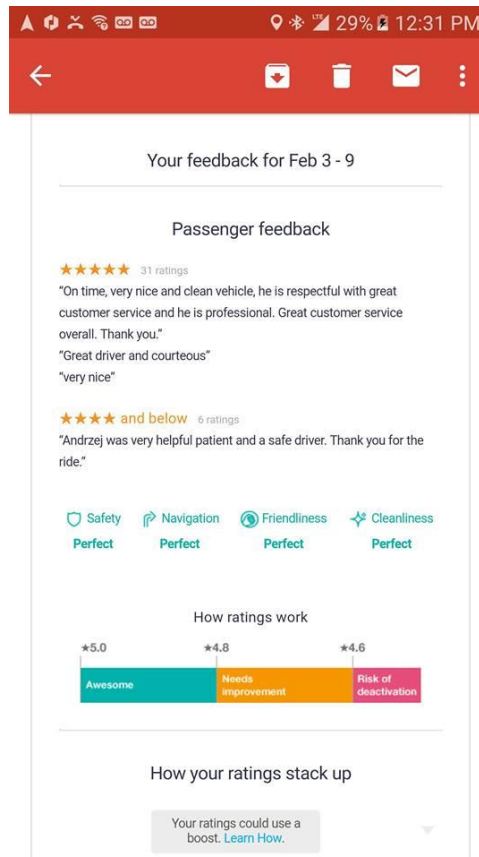 LTE 29% 12:31 PM
Your feedback for Feb 3 - 9
Passenger feedback
★★★★★ 31 ratings
“On time, very nice and clean vehicle, he is respectful with great
customer service and he is professional. Great customer service
overall. Thank you.”
“Great driver and courteous”
“very nice”
★★★★ and below 6 ratings
“Andrzej was very helpful patient and a safe driver. Thank you for the
ride.”
Safety Navigation Friendliness Cleanliness
Perfect Perfect Perfect Perfect
How ratings work
★5.0 ★4.8 ★4.6
Awesome Needs improvement Risk of deactivation
How your ratings stack up
Your ratings could use a
boost. Learn How.